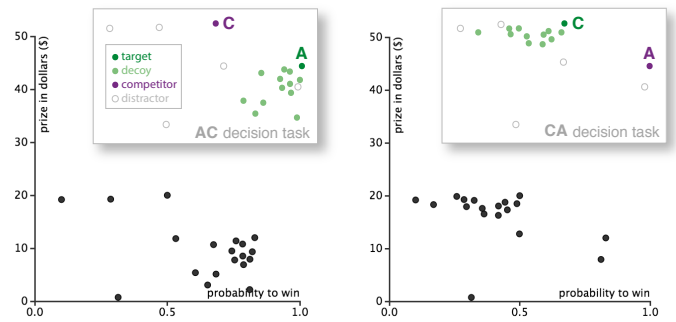 prize in dollars ($)
50
40
30
20
10
0
0.0
0.5
1.0
probability to win
C
A
target
decoy
competitor
distractor
AC decision task
prize in dollars ($)
50
40
30
20
10
0
0.0
0.5
1.0
probability to win
C
A
CA decision task